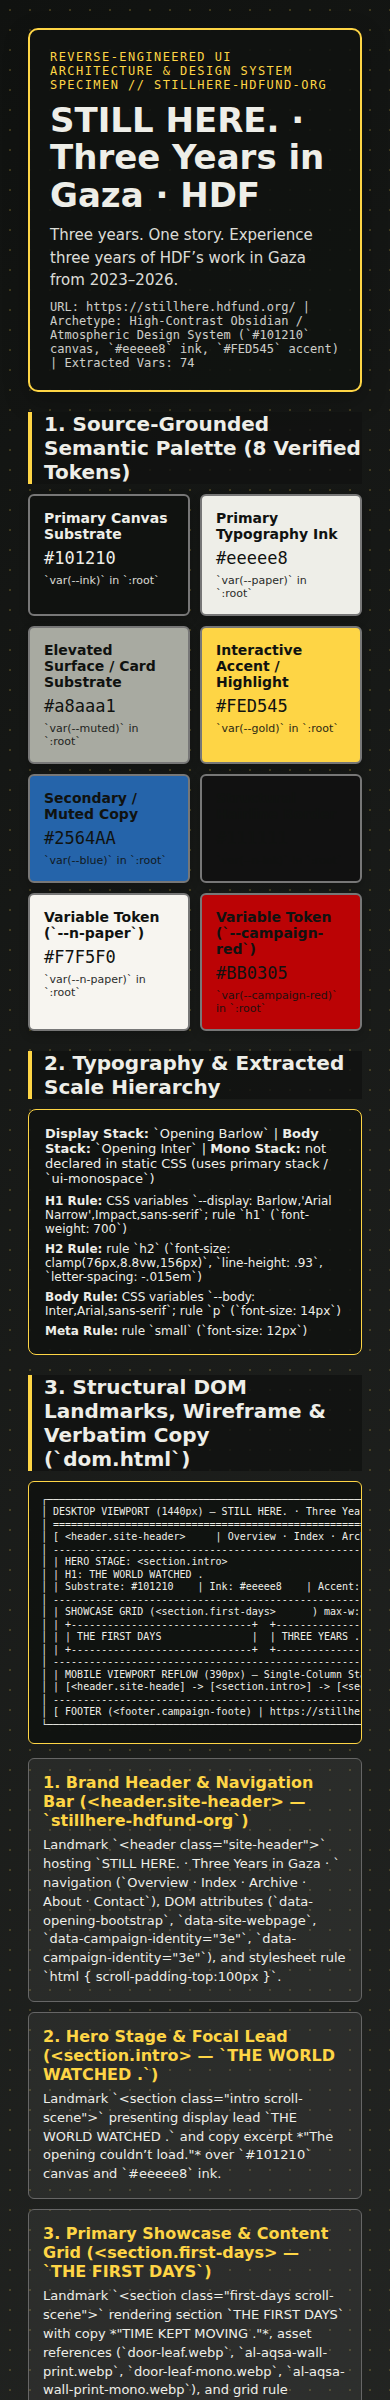 REVERSE-ENGINEERED UI
ARCHITECTURE & DESIGN SYSTEM
SPECIMEN // STILLHERE-HDFUND-ORG
STILL HERE. ·
Three Years in
Gaza · HDF
Three years. One story. Experience
three years of HDF’s work in Gaza
from 2023–2026.
URL: https://stillhere.hdfund.org/ |
Archetype: High-Contrast Obsidian /
Atmospheric Design System (`#101210`
canvas, `#eeeee8` ink, `#FED545` accent)
| Extracted Vars: 74
1. Source-Grounded
Semantic Palette (8 Verified
Tokens)
Primary Canvas
Substrate
#101210
`var(--ink)` in `:root`
Primary
Typography Ink
#eeeee8
`var(--paper)` in
`:root`
Elevated
Surface / Card
Substrate
#a8aaa1
`var(--muted)` in
`:root`
Interactive
Accent /
Highlight
#FED545
`var(--gold)` in `:root`
Secondary /
Muted Copy
#2564AA
`var(--blue)` in `:root`
Variable Token
(`--n-paper`)
#F7F5F0
`var(--n-paper)` in
`:root`
Variable Token
(`--campaign-
red`)
#BB0305
`var(--campaign-red)`
in `:root`
2. Typography & Extracted
Scale Hierarchy
Display Stack: `Opening Barlow` | Body
Stack: `Opening Inter` | Mono Stack: not
declared in static CSS (uses primary stack /
`ui-monospace`)
H1 Rule: CSS variables `--display: Barlow,'Arial
Narrow',Impact,sans-serif`; rule `h1` (`font-
weight: 700`)
H2 Rule: rule `h2` (`font-size:
clamp(76px,8.8vw,156px)`, `line-height: .93`,
`letter-spacing: -.015em`)
Body Rule: CSS variables `--body:
Inter,Arial,sans-serif`; rule `p` (`font-size: 14px`)
Meta Rule: rule `small` (`font-size: 12px`)
3. Structural DOM
Landmarks, Wireframe &
Verbatim Copy
(`dom.html`)
DESKTOP VIEWPORT (1440px) — STILL HERE. · Three Yea
===================================================
[ <header.site-header> | Overview · Index · Arc
---------------------------------------------------
| HERO STAGE: <section.intro>
| H1: THE WORLD WATCHED .
| Substrate: #101210 | Ink: #eeeee8 | Accent:
---------------------------------------------------
| SHOWCASE GRID (<section.first-days> ) max-w:
| +------------------------------+ +--------------
| | THE FIRST DAYS | | THREE YEARS .
| +------------------------------+ +--------------
---------------------------------------------------
| MOBILE VIEWPORT REFLOW (390px) — Single-Column St
| [<header.site-heade] -> [<section.intro>] -> [<se
---------------------------------------------------
[ FOOTER (<footer.campaign-foote) | https://stillhe
1. Brand Header & Navigation
Bar (<header.site-header> —
`stillhere-hdfund-org`)
Landmark `<header class="site-header">`
hosting `STILL HERE. · Three Years in Gaza · `
navigation (`Overview · Index · Archive ·
About · Contact`), DOM attributes (`data-
opening-bootstrap`, `data-site-webpage`,
`data-campaign-identity="3e"`, `data-
campaign-identity="3e"`), and stylesheet rule
`html { scroll-padding-top:100px }`.
2. Hero Stage & Focal Lead
(<section.intro> — `THE WORLD
WATCHED .`)
Landmark `<section class="intro scroll-
scene">` presenting display lead `THE
WORLD WATCHED .` and copy excerpt *"The
opening couldn’t load."* over `#101210`
canvas and `#eeeee8` ink.
3. Primary Showcase & Content
Grid (<section.first-days> —
`THE FIRST DAYS`)
Landmark `<section class="first-days scroll-
scene">` rendering section `THE FIRST DAYS`
with copy *"TIME KEPT MOVING ."*, asset
references (`door-leaf.webp`, `al-aqsa-wall-
print.webp`, `door-leaf-mono.webp`, `al-aqsa-
wall-print-mono.webp`), and grid rule